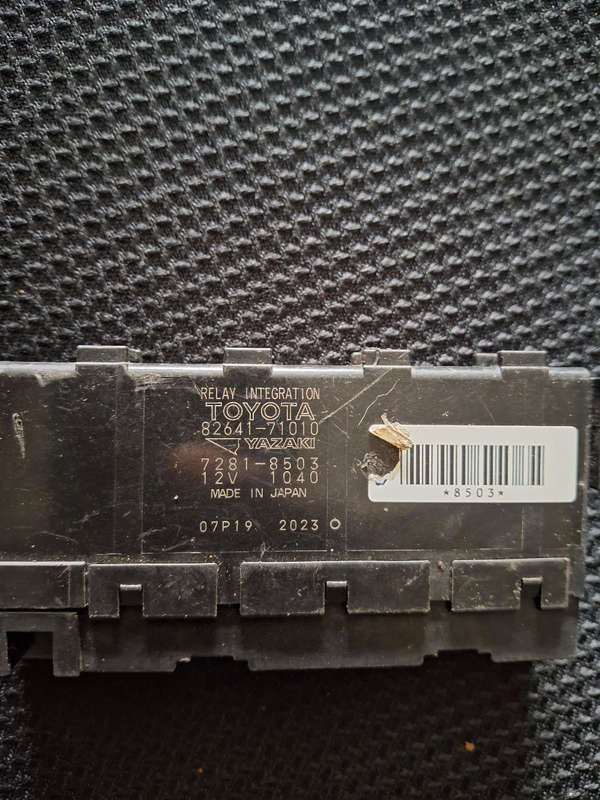 RELAY INTEGRATION
TOYOTA
82641-71010
YAZAKI
7281-8503
12V 1040
MADE IN JAPAN
07P19 2023
*8503*